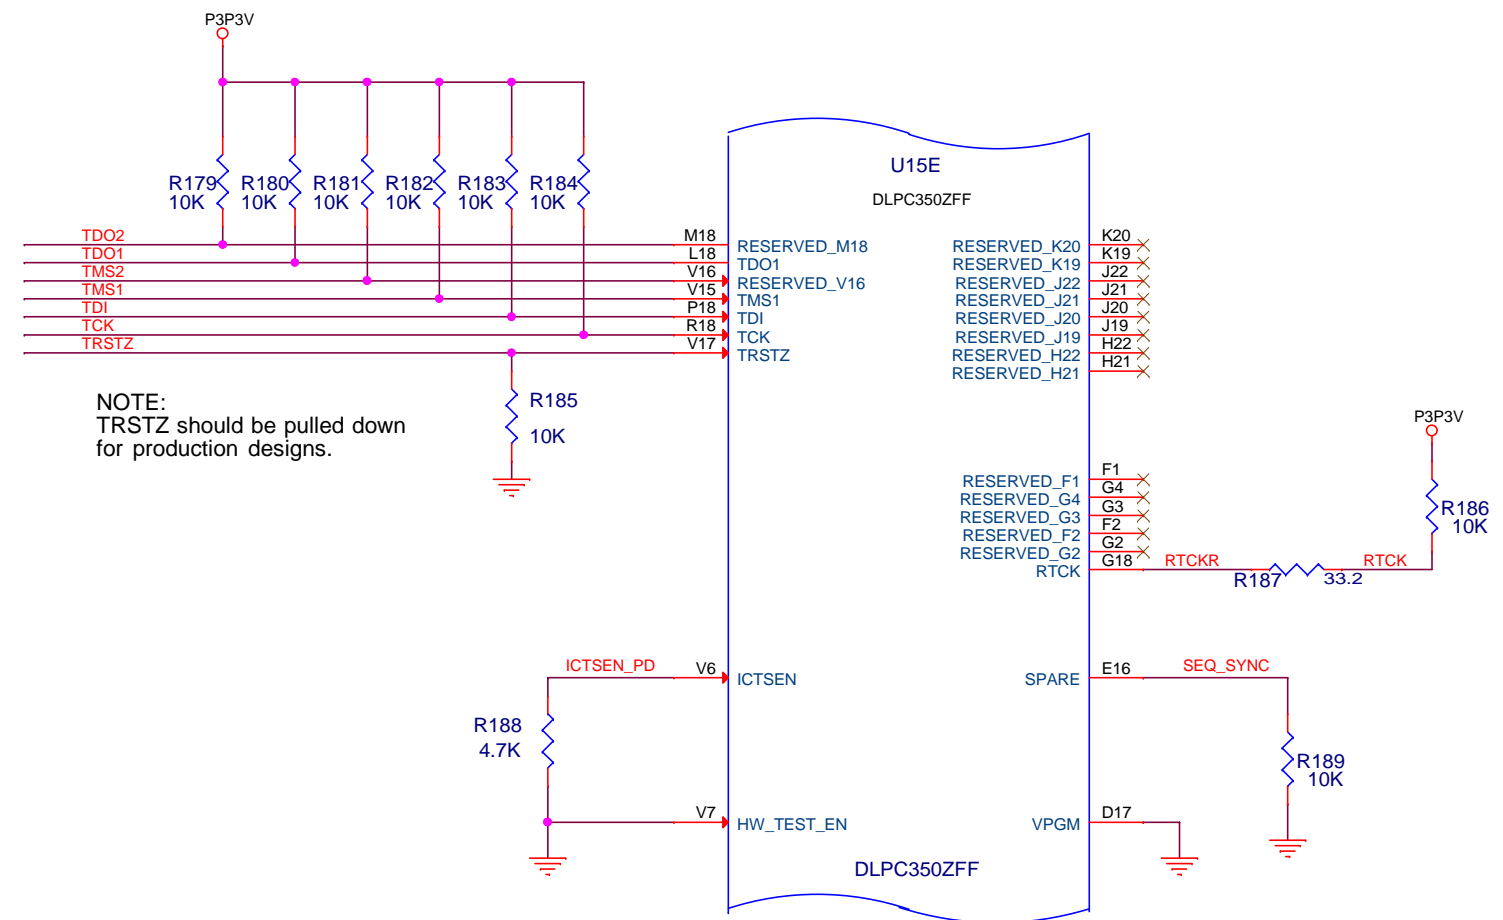 P3P3V
U15E
DLPC350ZFF
R179
10K
R180
10K
R181
10K
R182
10K
R183
10K
R184
10K
TDO2
TDO1
TMS2
TMS1
TDI
TCK
TRSTZ
M18
L18
V16
V15
P18
R18
V17
RESERVED_M18
TDO1
RESERVED_V16
TMS1
TDI
TCK
TRSTZ
RESERVED_K20
RESERVED_K19
RESERVED_J22
RESERVED_J21
RESERVED_J20
RESERVED_J19
RESERVED_H22
RESERVED_H21
K20
K19
J22
J21
J20
J19
H22
H21
NOTE:
TRSTZ should be pulled down
for production designs.
R185
10K
P3P3V
R186
10K
RESERVED_F1
RESERVED_G4
RESERVED_G3
RESERVED_F2
RESERVED_G2
RTCK
F1
G4
G3
F2
G2
G18
RTCKR
R187
33.2
RTCK
ICTSEN_PD
V6
ICTSEN
SPARE
E16
SEQ_SYNC
R188
4.7K
R189
10K
V7
HW_TEST_EN
VPGM
D17
DLPC350ZFF